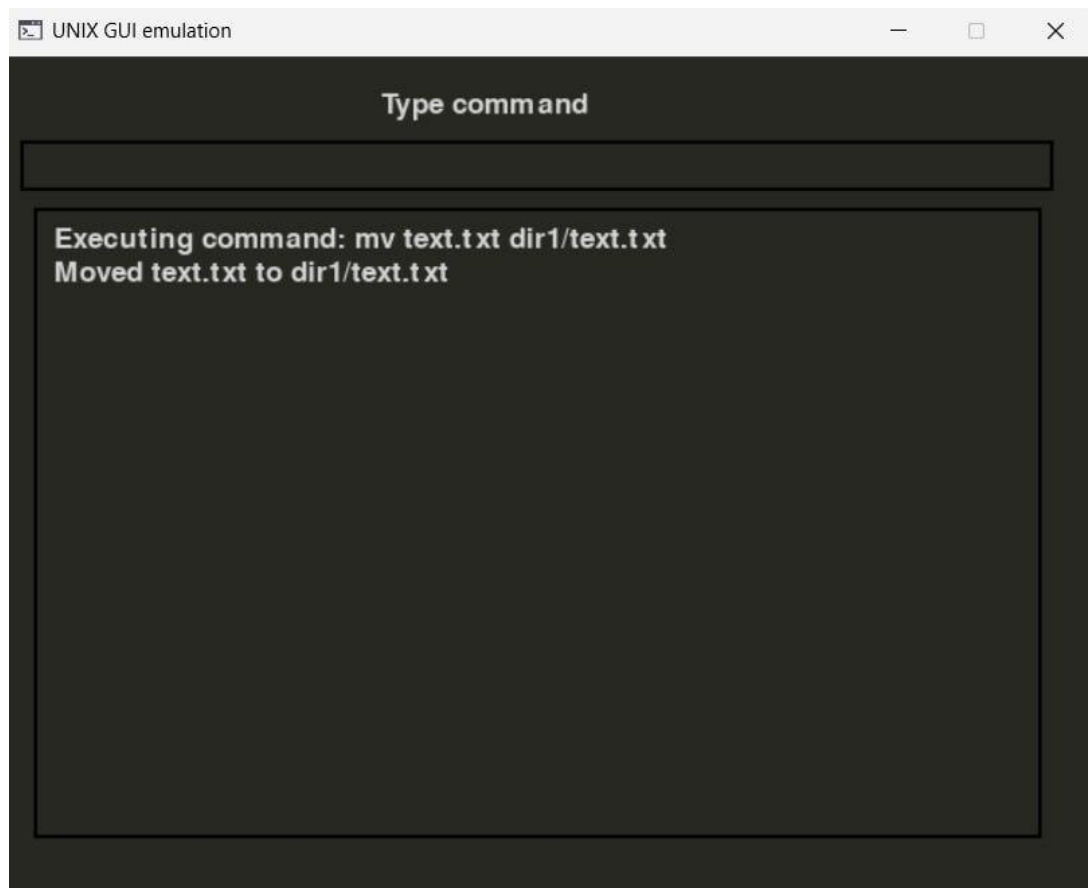 UNIX GUI emulation
Type command
Executing command: mv text.txt dir1/text.txt
Moved text.txt to dir1/text.txt